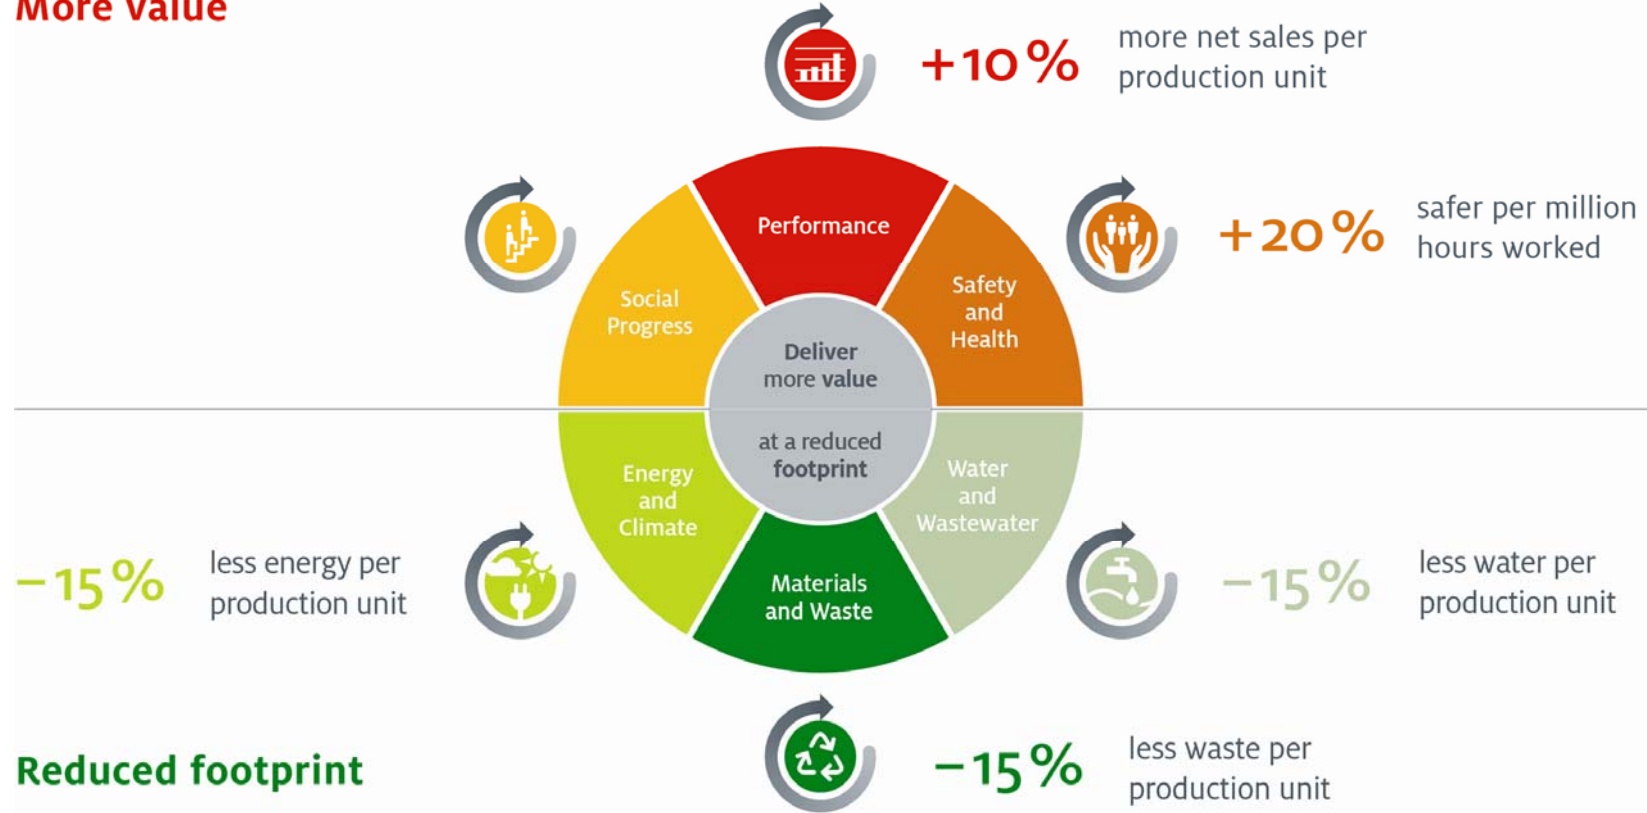 More value
+10%
more net sales per
production unit
Performance
+20%
safer per million
hours worked
Social
Progress
Safety
and
Health
Deliver
more value
at a reduced
footprint
Energy
and
Climate
Water
and
Wastewater
-15%
less energy per
production unit
Materials
and Waste
-15%
less water per
production unit
Reduced footprint
-15%
less waste per
production unit